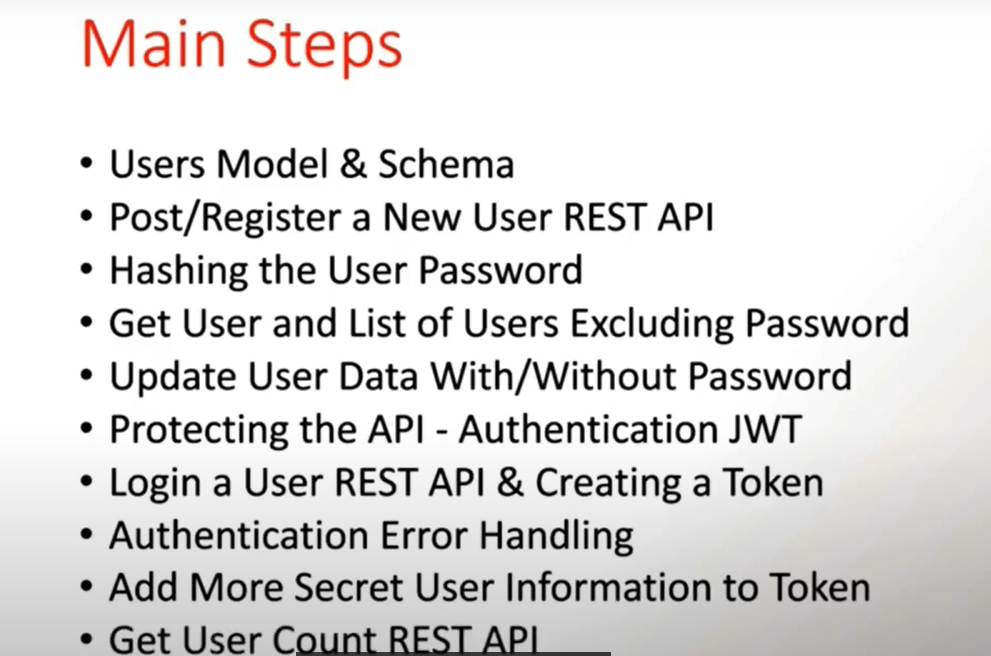 Main Steps
• Users Model & Schema
• Post/Register a New User REST API
• Hashing the User Password
• Get User and List of Users Excluding Password
• Update User Data With/Without Password
• Protecting the API - Authentication JWT
• Login a User REST API & Creating a Token
• Authentication Error Handling
• Add More Secret User Information to Token
• Get User Count REST API